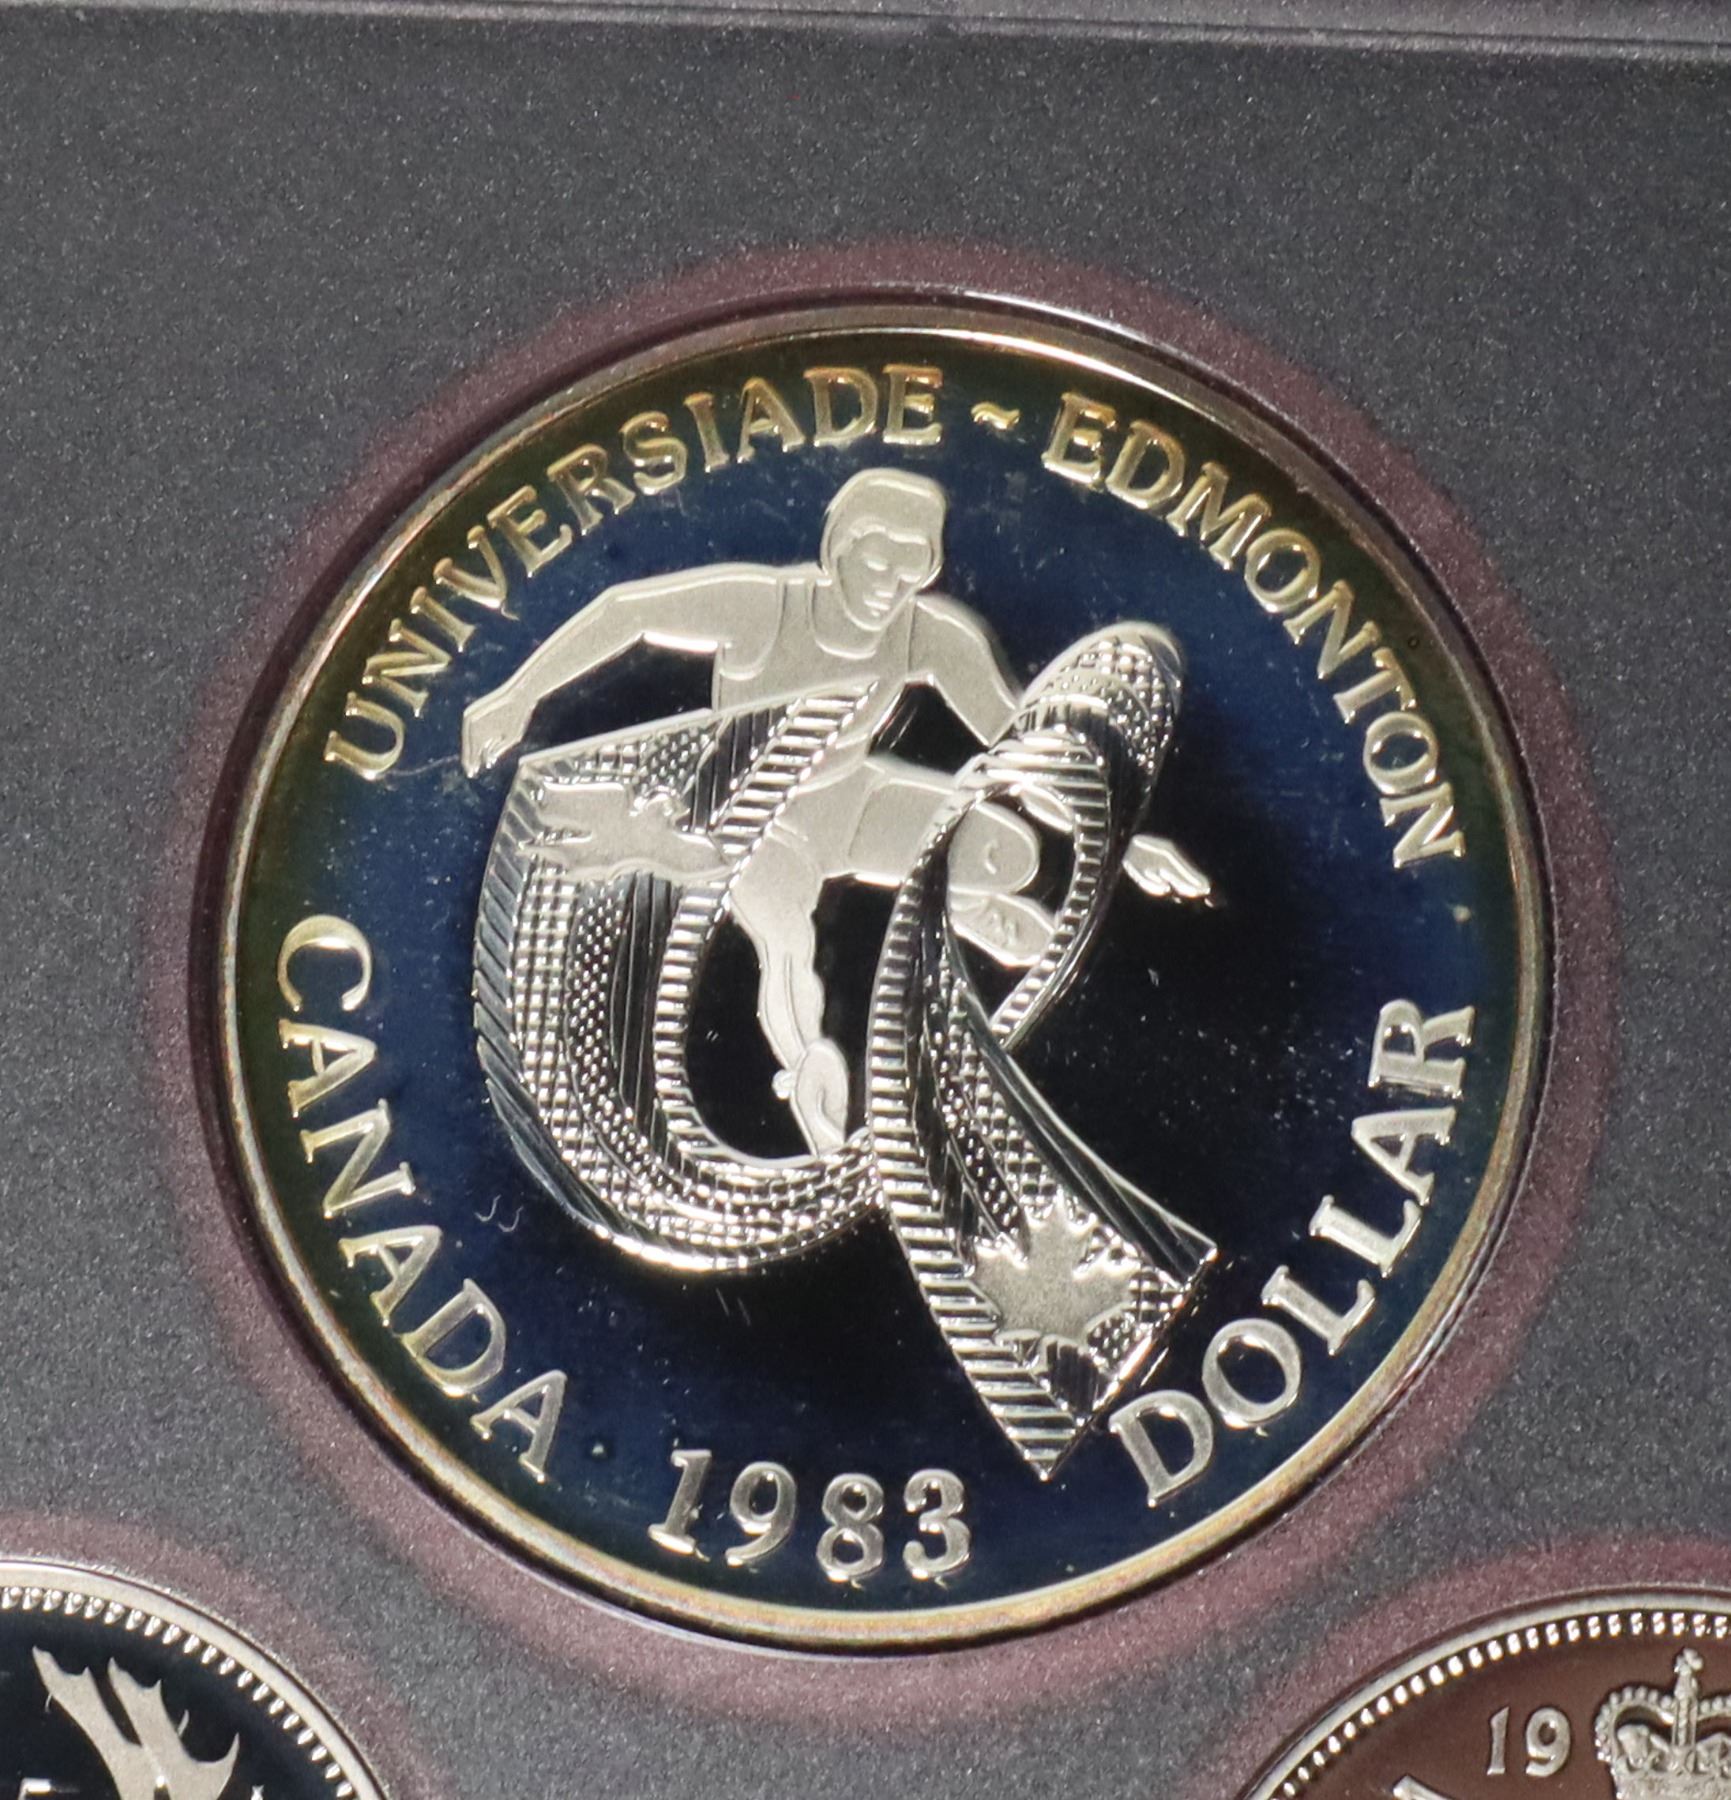 UNIVERSIADE ~ EDMONTON
CANADA 1983 DOLLAR
19